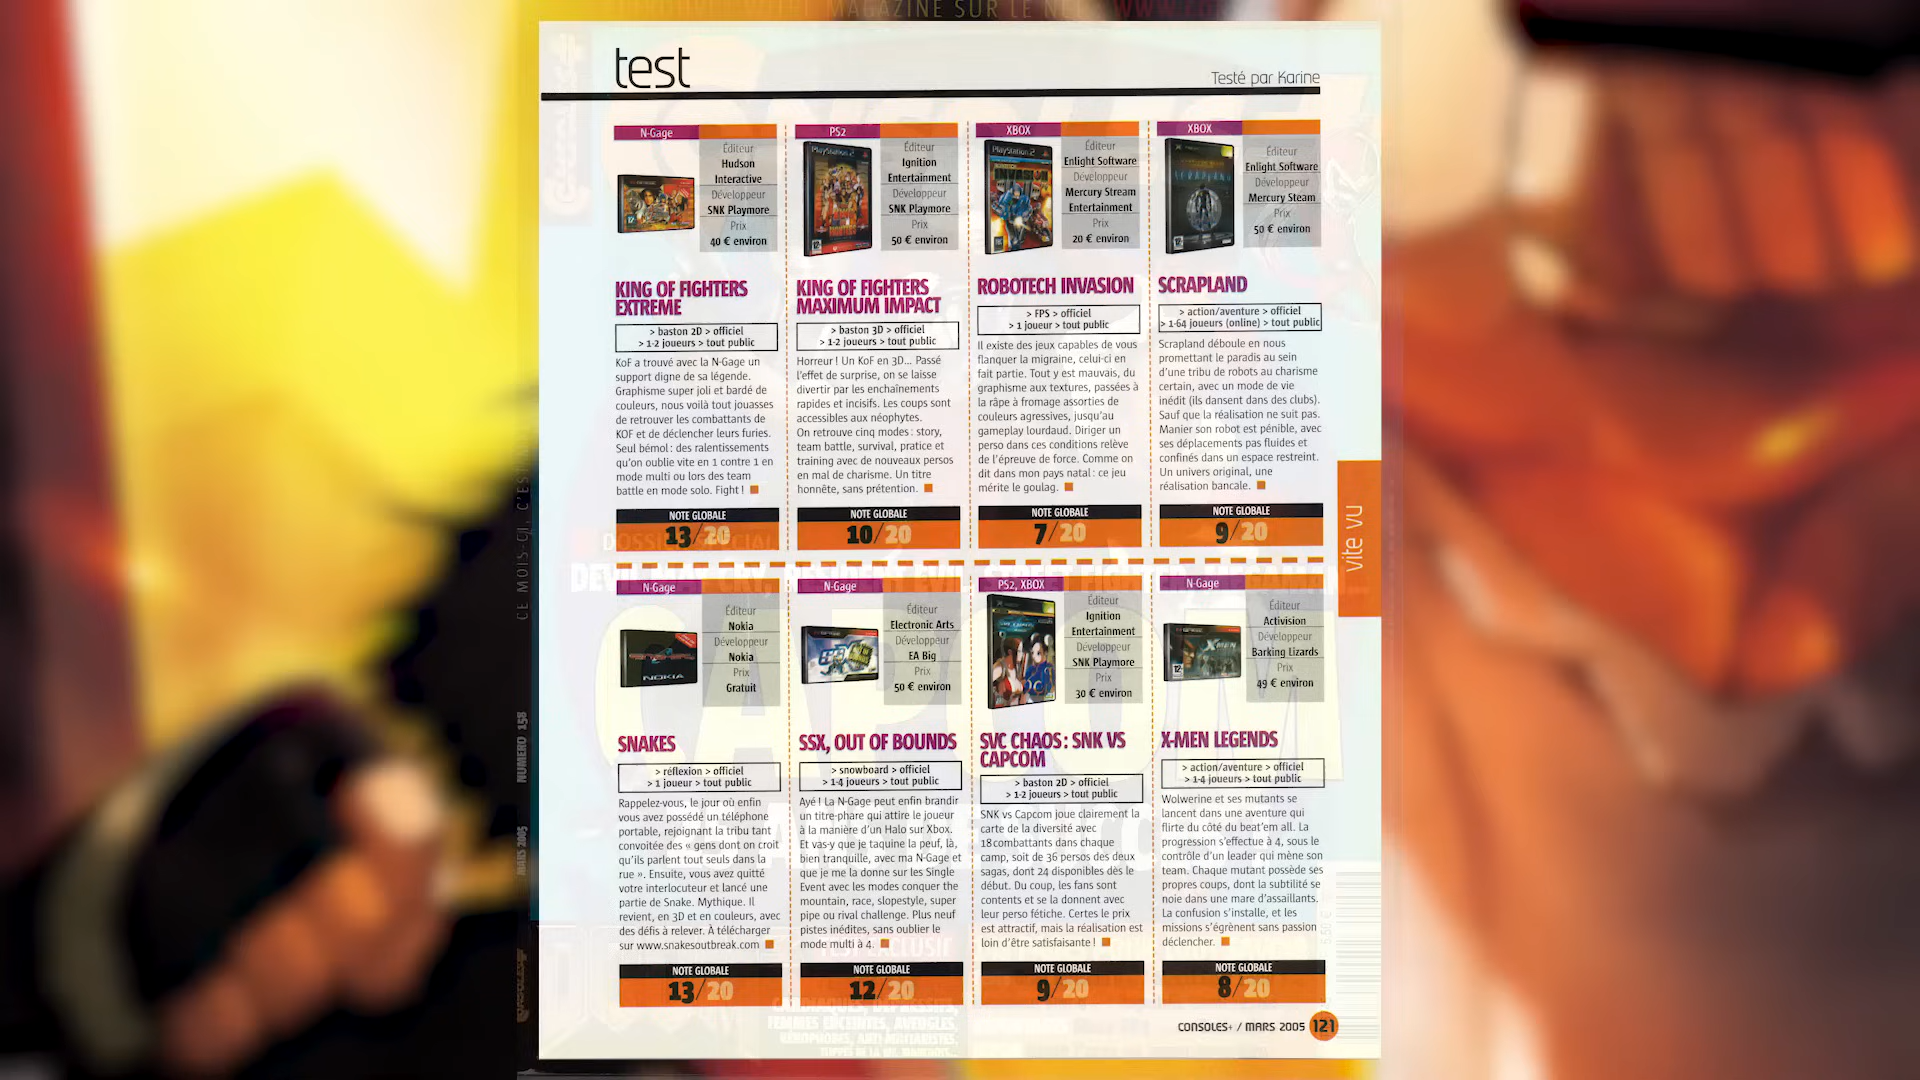 test
Testé par Karine
N-Gage
Éditeur
Hudson
Interactive
Développeur
SNK Playmore
Prix
40 € environ
KING OF FIGHTERS
EXTREME
> baston 2D > officiel
> 1-2 joueurs > tout public
KoF a trouvé avec la N-Gage un
support digne de sa légende.
Graphisme super joli et bardé de
couleurs, nous voilà tout jouasses
de retrouver les combattants de
KOF et de déclencher leurs furies.
Seul bémol : des ralentissements
qu'on oublie vite en 1 contre 1 en
mode multi ou lors des team
battle en mode solo. Fight !
NOTE GLOBALE
13/20
PS2
Éditeur
Ignition
Entertainment
Développeur
SNK Playmore
Prix
50 € environ
KING OF FIGHTERS
MAXIMUM IMPACT
> baston 3D > officiel
> 1-2 joueurs > tout public
Horreur ! Un KoF en 3D... Passé
l'effet de surprise, on se laisse
divertir par les enchaînements
rapides et incisifs. Les coups sont
accessibles aux néophytes.
On retrouve cinq modes : story,
team battle, survival, pratice et
training avec de nouveaux persos
en mal de charisme. Un titre
honnête, sans prétention.
NOTE GLOBALE
10/20
XBOX
PlayStation 2
INVASION
Éditeur
Enlight Software
Développeur
Mercury Stream
Entertainment
Prix
20 € environ
ROBOTECH INVASION
> FPS > officiel
> 1 joueur > tout public
Il existe des jeux capables de vous
flanquer la migraine, celui-ci en
fait partie. Tout y est mauvais, du
graphisme aux textures, passées à
la râpe à fromage assorties de
couleurs agressives, jusqu'au
gameplay lourdaud. Diriger un
perso dans ces conditions relève
de l'épreuve de force. Comme on
dit dans mon pays natal : ce jeu
mérite le goulag.
NOTE GLOBALE
7/20
XBOX
SCRAPLAND
Éditeur
Enlight Software
Développeur
Mercury Steam
Prix
50 € environ
SCRAPLAND
> action/aventure > officiel
> 1-64 joueurs (online) > tout public
Scrapland déboule en nous
promettant le paradis au sein
d'une tribu de robots au charisme
certain, avec un mode de vie
inédit (ils dansent dans des clubs).
Sauf que la réalisation ne suit pas.
Manier son robot est pénible, avec
ses déplacements pas fluides et
confinés dans un espace restreint.
Un univers original, une
réalisation bancale.
NOTE GLOBALE
9/20
vite vu
N-Gage
NOKIA
Éditeur
Nokia
Développeur
Nokia
Prix
Gratuit
SNAKES
> réflexion > officiel
> 1 joueur > tout public
Rappelez-vous, le jour où enfin
vous avez possédé un téléphone
portable, rejoignant la tribu tant
convoitée des « gens dont on croit
qu'ils parlent tout seuls dans la
rue ». Ensuite, vous avez quitté
votre interlocuteur et lancé une
partie de Snake. Mythique. Il
revient, en 3D et en couleurs, avec
des défis à relever. À télécharger
sur www.snakesoutbreak.com
NOTE GLOBALE
13/20
N-Gage
Éditeur
Electronic Arts
Développeur
EA Big
Prix
50 € environ
SSX, OUT OF BOUNDS
> snowboard > officiel
> 1-4 joueurs > tout public
Ayé ! La N-Gage peut enfin brandir
un titre-phare qui attire le joueur
à la manière d'un Halo sur Xbox.
Et vas-y que je taquine la peuf, là,
bien tranquille, avec ma N-Gage et
que je me la donne sur les Single
Event avec les modes conquer the
mountain, race, slopestyle, super
pipe ou rival challenge. Plus neuf
pistes inédites, sans oublier le
mode multi à 4.
NOTE GLOBALE
12/20
PS2, XBOX
Éditeur
Ignition
Entertainment
Développeur
SNK Playmore
Prix
30 € environ
SVC CHAOS : SNK VS
CAPCOM
> baston 2D > officiel
> 1-2 joueurs > tout public
SNK vs Capcom joue clairement la
carte de la diversité avec
18 combattants dans chaque
camp, soit de 36 persos des deux
sagas, dont 24 disponibles dès le
début. Du coup, les fans sont
contents et se la donnent avec
leur perso fétiche. Certes le prix
est attractif, mais la réalisation est
loin d'être satisfaisante !
NOTE GLOBALE
9/20
N-Gage
X-MEN
Éditeur
Activision
Développeur
Barking Lizards
Prix
49 € environ
X-MEN LEGENDS
> action/aventure > officiel
> 1-4 joueurs > tout public
Wolwerine et ses mutants se
lancent dans une aventure qui
flirte du côté du beat'em all. La
progression s'effectue à 4, sous le
contrôle d'un leader qui mène son
team. Chaque mutant possède ses
propres coups, dont la subtilité se
noie dans une mare d'assaillants.
La confusion s'installe, et les
missions s'égrènent sans passion
déclencher.
NOTE GLOBALE
8/20
CONSOLES+ / MARS 2005 121
CAPCOM
NUMERO 158
MARS 2005